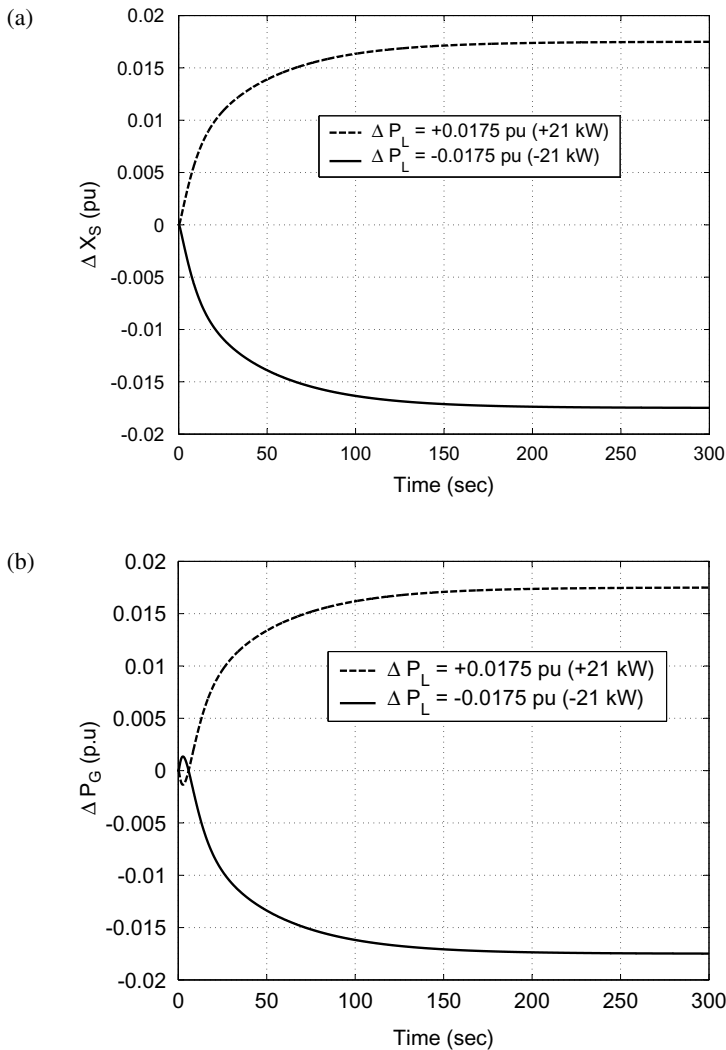 (a)
0.02
0.015
0.01
0.005
0
-0.005
-0.01
-0.015
-0.02
Δ X_S (pu)
Δ P_L = +0.0175 pu (+21 kW)
Δ P_L = -0.0175 pu (-21 kW)
0 50 100 150 200 250 300
Time (sec)
(b)
0.02
0.015
0.01
0.005
0
-0.005
-0.01
-0.015
-0.02
Δ P_G (p.u)
Δ P_L = +0.0175 pu (+21 kW)
Δ P_L = -0.0175 pu (-21 kW)
0 50 100 150 200 250 300
Time (sec)